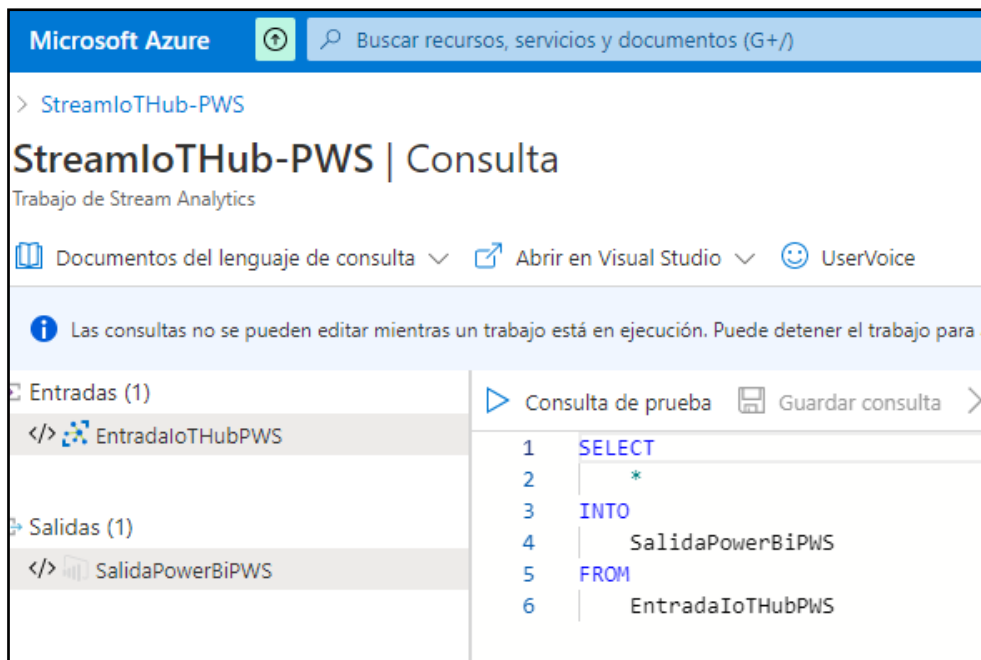 Microsoft Azure
Buscar recursos, servicios y documentos (G+/)
> StreamIoTHub-PWS
StreamIoTHub-PWS | Consulta
Trabajo de Stream Analytics
Documentos del lenguaje de consulta
Abrir en Visual Studio
UserVoice
Las consultas no se pueden editar mientras un trabajo está en ejecución. Puede detener el trabajo para
Entradas (1)
</> EntradaIoTHubPWS
Salidas (1)
</> SalidaPowerBiPWS
Consulta de prueba
Guardar consulta
1 SELECT
2 *
3 INTO
4 SalidaPowerBiPWS
5 FROM
6 EntradaIoTHubPWS